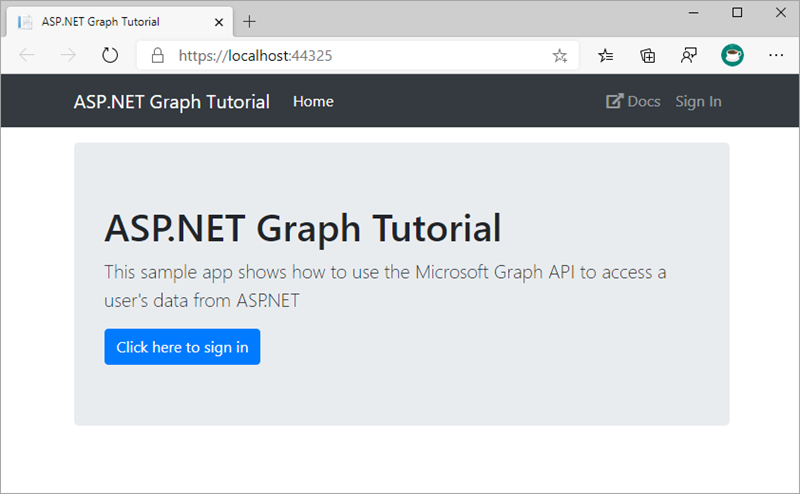 ASP.NET Graph Tutorial
https://localhost:44325
ASP.NET Graph Tutorial Home Docs Sign In
ASP.NET Graph Tutorial
This sample app shows how to use the Microsoft Graph API to access a
user's data from ASP.NET
Click here to sign in